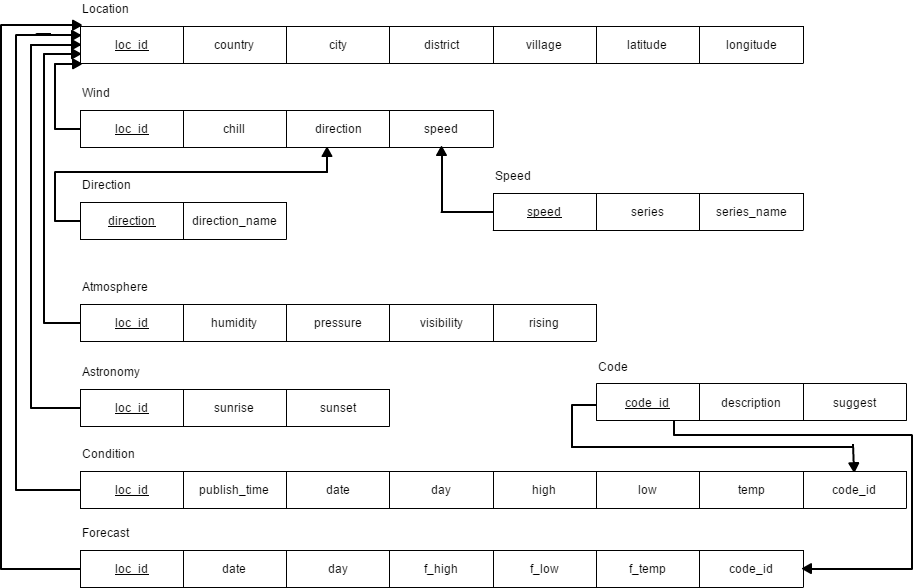 Location
loc_id country city district village latitude longitude
Wind
loc_id chill direction speed
Direction
direction direction_name
Speed
speed series series_name
Atmosphere
loc_id humidity pressure visibility rising
Astronomy
loc_id sunrise sunset
Code
code_id description suggest
Condition
loc_id publish_time date day high low temp code_id
Forecast
loc_id date day f_high f_low f_temp code_id